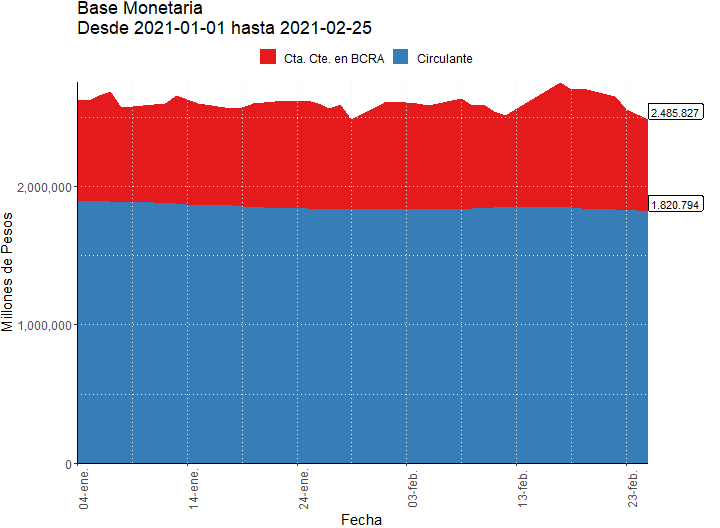 Base Monetaria
Desde 2021-01-01 hasta 2021-02-25
Cta. Cte. en BCRA
Circulante
2.485.827
2,000,000
1.820.794
Millones de Pesos
1,000,000
0
04-ene.
14-ene.
24-ene.
03-feb.
13-feb.
23-feb.
Fecha